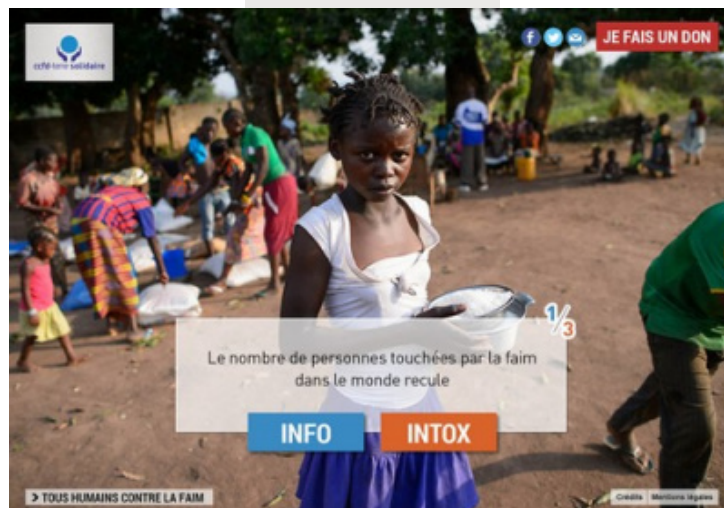 ccfd-terre solidaire
JE FAIS UN DON
1/3
Le nombre de personnes touchées par la faim
dans le monde recule
INFO
INTOX
> TOUS HUMAINS CONTRE LA FAIM
Crédits Mentions légales